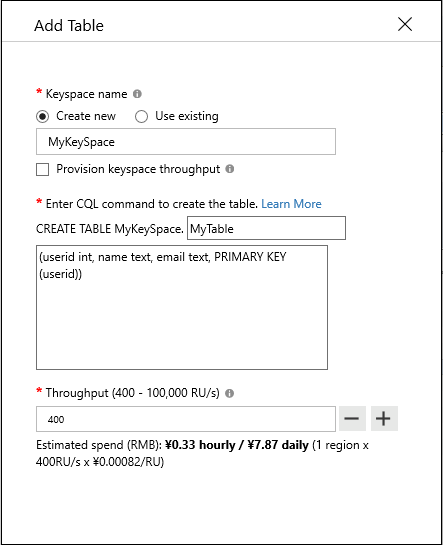 Add Table
* Keyspace name
Create new Use existing
MyKeySpace
Provision keyspace throughput
* Enter CQL command to create the table. Learn More
CREATE TABLE MyKeySpace. MyTable
(userid int, name text, email text, PRIMARY KEY
(userid))
* Throughput (400 - 100,000 RU/s)
400
Estimated spend (RMB): ¥0.33 hourly / ¥7.87 daily (1 region x
400RU/s x ¥0.00082/RU)